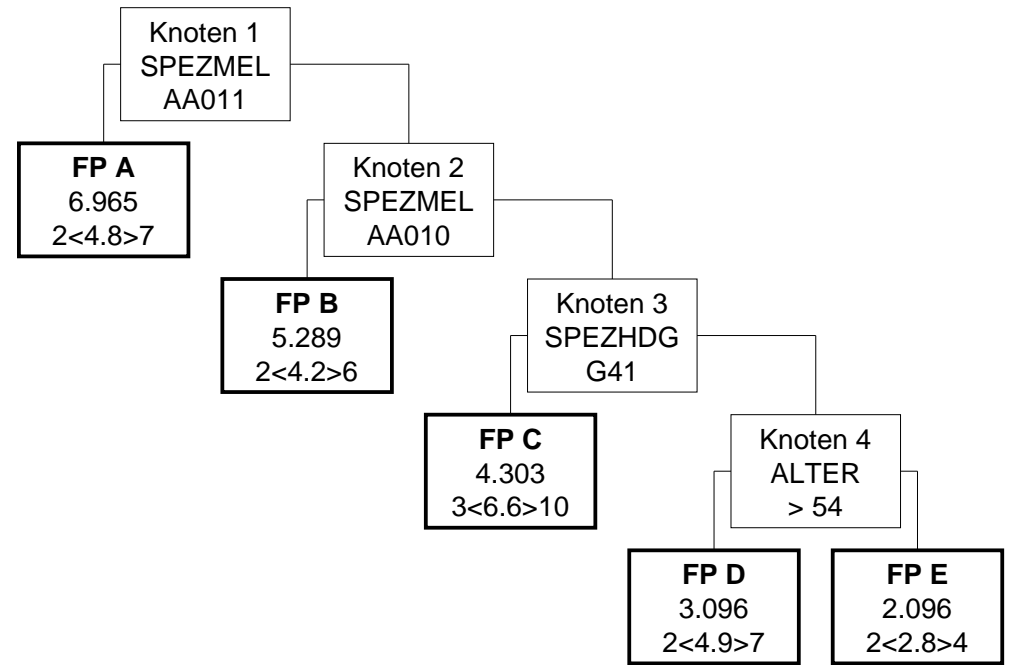 Knoten 1
SPEZMEL
AA011
FP A
6.965
2<4.8>7
Knoten 2
SPEZMEL
AA010
FP B
5.289
2<4.2>6
Knoten 3
SPEZHDG
G41
FP C
4.303
3<6.6>10
Knoten 4
ALTER
> 54
FP D
3.096
2<4.9>7
FP E
2.096
2<2.8>4